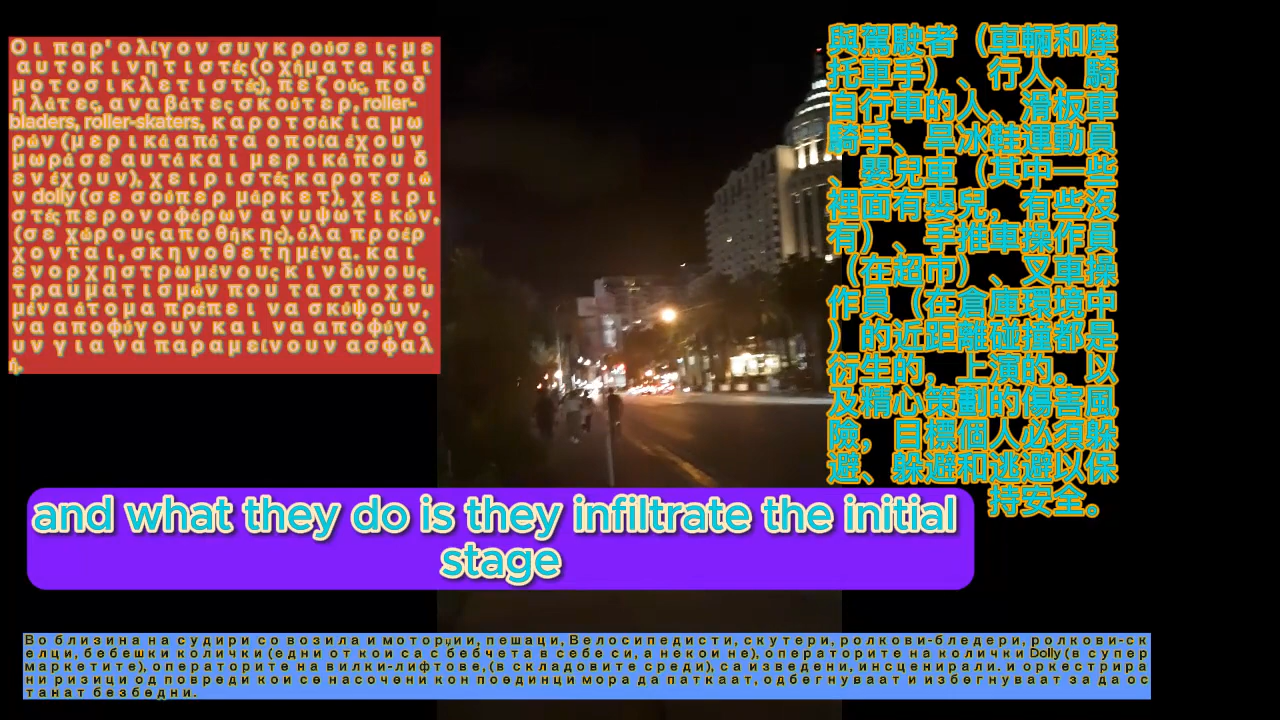 Οι παρ' ολίγον συγκρούσεις με
αυτοκινητιστές (οχήματα και
μοτοσικλετιστές), πεζούς, ποδ
ηλάτες, αναβάτες σκούτερ, roller-
bladers, roller-skaters, καροτσάκια μω
ρών (μερικά από τα οποία έχουν
μωρά σε αυτά και μερικά που δ
εν έχουν), χειριστές καροτσιώ
ν dolly (σε σούπερ μάρκετ), χειρι
στές περονοφόρων ανυψωτικών,
(σε χώρους αποθήκης), όλα προέρ
χονται, σκηνοθετημένα. και
ενορχηστρωμένους κινδύνους
τραυματισμών που τα στοχευ
μένα άτομα πρέπει να σκύψουν,
να αποφύγουν και να αποφύγο
υν για να παραμείνουν ασφαλ
ή.
與駕駛者（車輛和摩
托車手）、行人、騎
自行車的人、滑板車
騎手、旱冰鞋運動員
、嬰兒車（其中一些
裡面有嬰兒，有些沒
有）、手推車操作員
（在超市）、叉車操
作員（在倉庫環境中
）的近距離碰撞都是
衍生的，上演的。以
及精心策劃的傷害風
險，目標個人必須躲
避、躲避和逃避以保
持安全。
and what they do is they infiltrate the initial
stage
Во близина на судири со возила и моторџии, пешаци, Велосипедисти, скутери, ролкови-бледери, ролкови-ск
елци, бебешки колички (едни от кои са с бебчета в себе си, а некои не), операторите на колички Dolly (в супер
маркетите), операторите на вилки-лифтове, (в складовите среди), са изведени, инсценирали. и оркестрира
ни ризици од повреди кои се насочени кон поединци мора да паткаат, одбегнуваат и избегнуваат за да ос
танат безбедни.